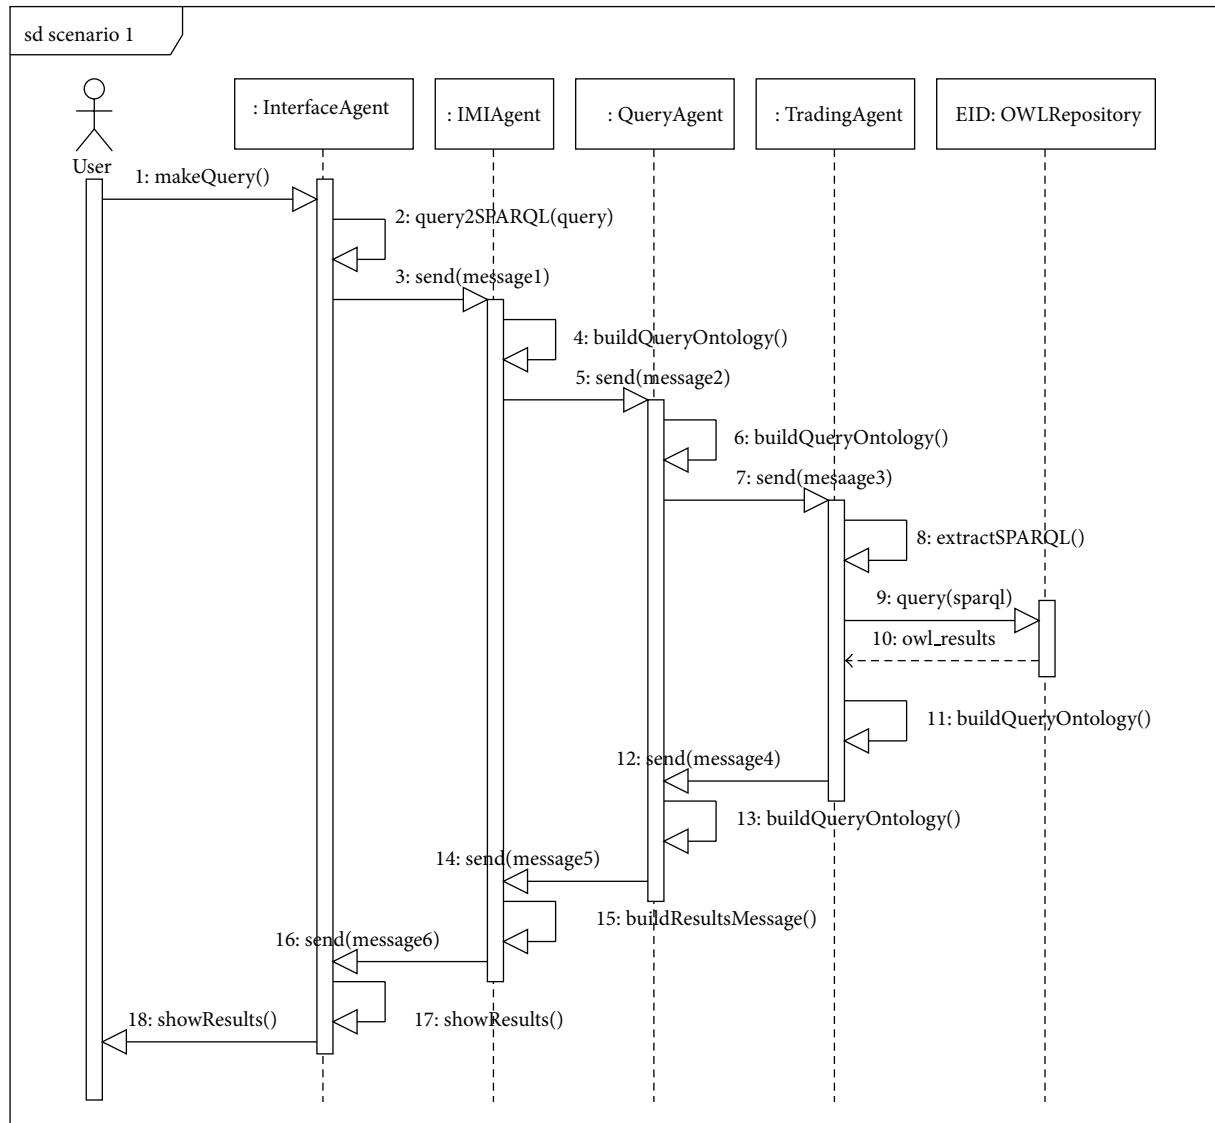 sd scenario 1
User
: InterfaceAgent
: IMIAgent
: QueryAgent
: TradingAgent
EID: OWLRepository
1: makeQuery()
2: query2SPARQL(query)
3: send(message1)
4: buildQueryOntology()
5: send(message2)
6: buildQueryOntology()
7: send(mesaage3)
8: extractSPARQL()
9: query(sparql)
10: owl_results
11: buildQueryOntology()
12: send(message4)
13: buildQueryOntology()
14: send(message5)
15: buildResultsMessage()
16: send(message6)
17: showResults()
18: showResults()